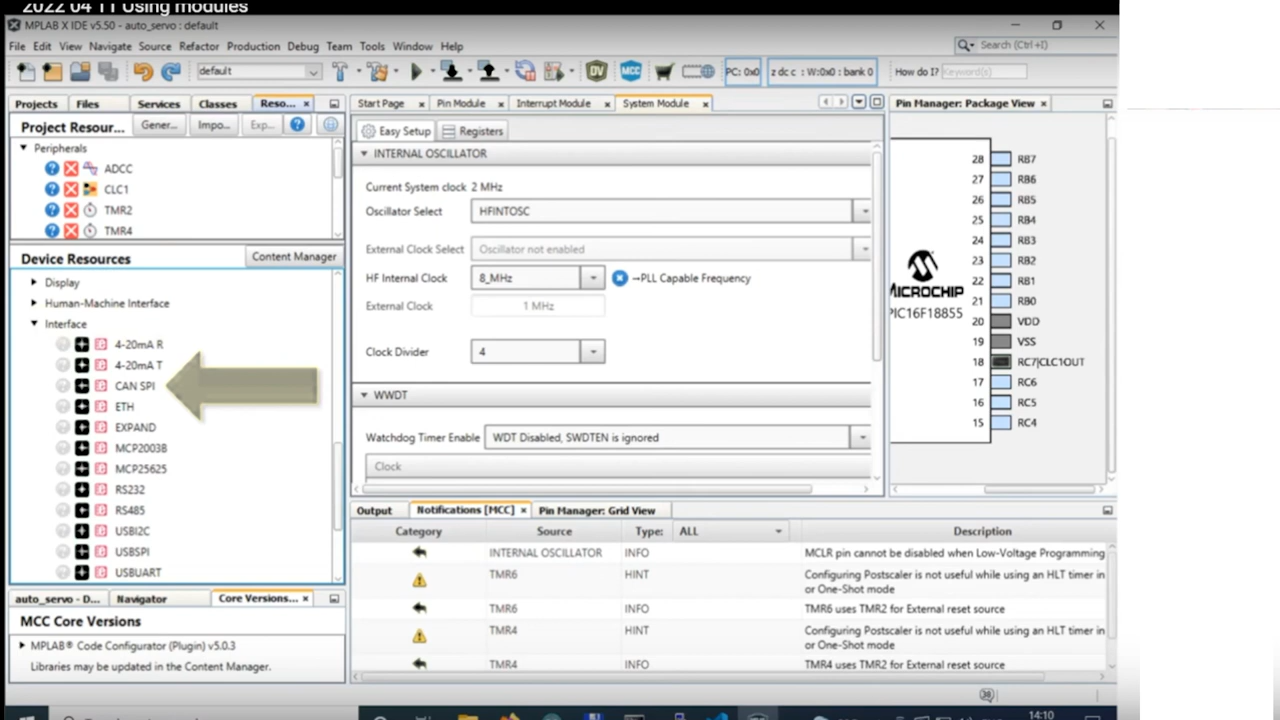 2022 04 11 Using modules
MPLAB X IDE v5.50 - auto_servo : default
File Edit View Navigate Source Refactor Production Debug Team Tools Window Help
Search (Ctrl+I)
default
DV
MCC
PC: 0x0
z dc c : W:0x0 : bank 0
How do I?
Keyword(s)
Projects Files Services Classes Reso... ×
Project Resour... Gener... Impo... Exp...
Peripherals
ADCC
CLC1
TMR2
TMR4
Device Resources Content Manager
Display
Human-Machine Interface
Interface
4-20mA R
4-20mA T
CAN SPI
ETH
EXPAND
MCP2003B
MCP25625
RS232
RS485
USBI2C
USBSPI
USBUART
auto_servo - D... Navigator Core Versions... ×
MCC Core Versions
MPLAB® Code Configurator (Plugin) v5.0.3
Libraries may be updated in the Content Manager.
Start Page × Pin Module × Interrupt Module × System Module ×
Easy Setup Registers
INTERNAL OSCILLATOR
Current System clock 2 MHz
Oscillator Select HFINTOSC
External Clock Select Oscillator not enabled
HF Internal Clock 8_MHz →PLL Capable Frequency
External Clock 1 MHz
Clock Divider 4
WWDT
Watchdog Timer Enable WDT Disabled, SWDTEN is ignored
Clock
Pin Manager: Package View ×
MICROCHIP
PIC16F18855
28 RB7
27 RB6
26 RB5
25 RB4
24 RB3
23 RB2
22 RB1
21 RB0
20 VDD
19 VSS
18 RC7|CLC1OUT
17 RC6
16 RC5
15 RC4
Output Notifications [MCC] × Pin Manager: Grid View
Category Source Type: ALL Description
INTERNAL OSCILLATOR INFO MCLR pin cannot be disabled when Low-Voltage Programming
TMR6 HINT Configuring Postscaler is not useful while using an HLT timer in
or One-Shot mode
TMR6 INFO TMR6 uses TMR2 for External reset source
TMR4 HINT Configuring Postscaler is not useful while using an HLT timer in
or One-Shot mode
TMR4 INFO TMR4 uses TMR2 for External reset source
14:10